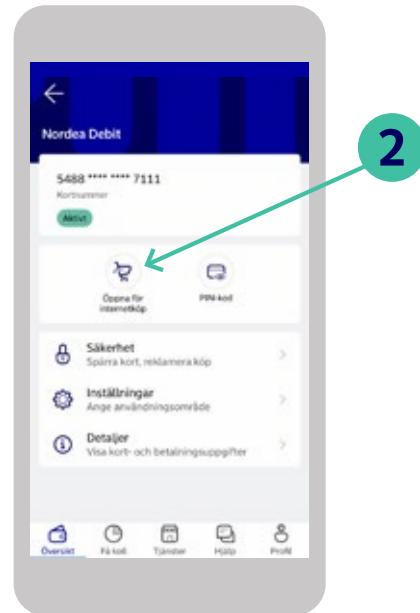 Nordea Debit
2
5488 **** **** 7111
Kortnummer
Aktivt
Öppna för
internetköp
PIN-kod
Säkerhet
Spärra kort, reklamera köp
Inställningar
Ange användningsområde
Detaljer
Visa kort- och betalningsuppgifter
Översikt
Få koll
Tjänster
Hjälp
Profil